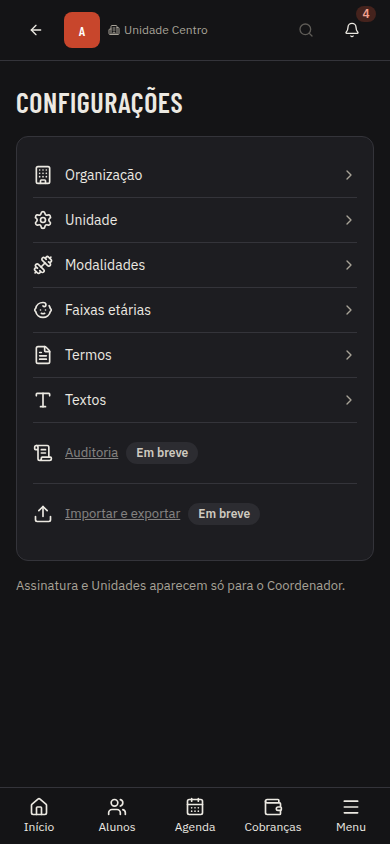 A
Unidade Centro
4
CONFIGURAÇÕES
Organização
Unidade
Modalidades
Faixas etárias
Termos
Textos
Auditoria Em breve
Importar e exportar Em breve
Assinatura e Unidades aparecem só para o Coordenador.
Início Alunos Agenda Cobranças Menu